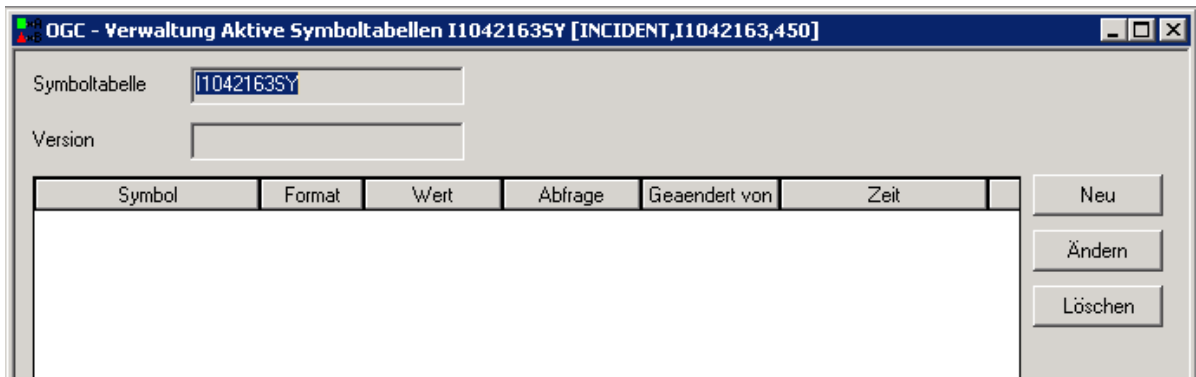 OGC - Verwaltung Aktive Symboltabellen I1042163SY [INCIDENT,I1042163,450]
Symboltabelle I1042163SY
Version
Symbol Format Wert Abfrage Geaendert von Zeit
Neu
Ändern
Löschen